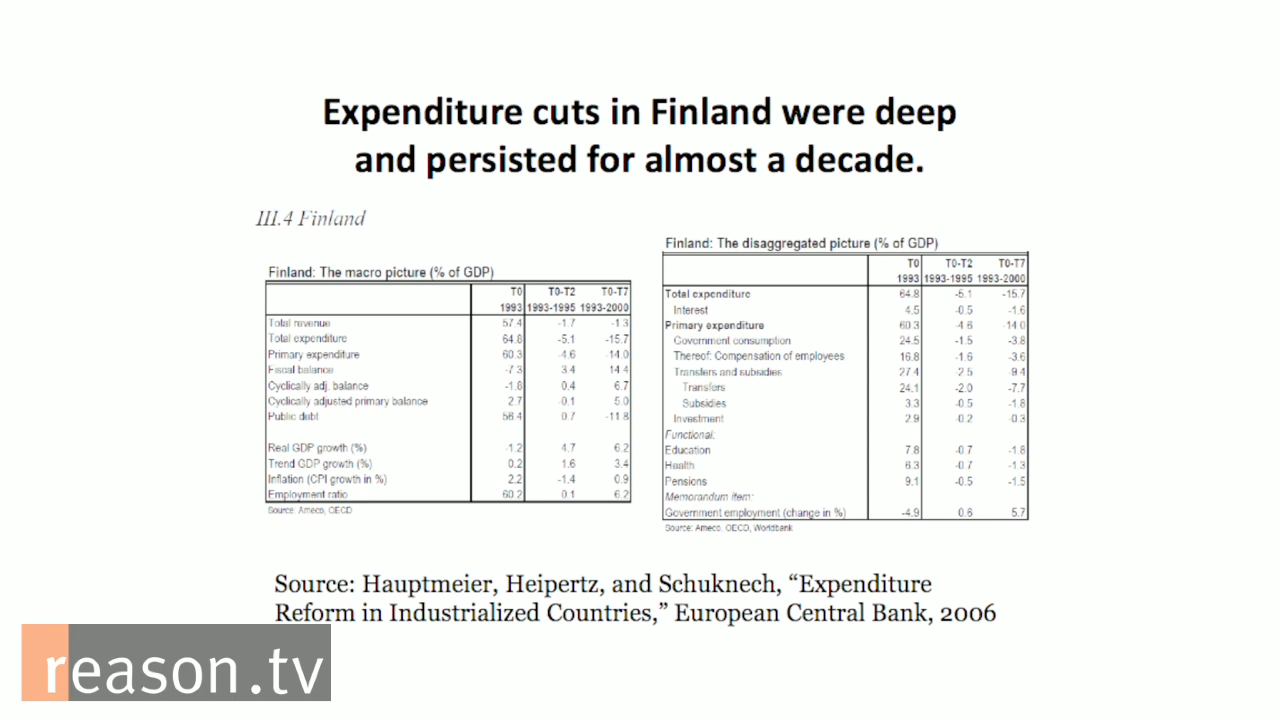 Expenditure cuts in Finland were deep
and persisted for almost a decade.
III.4 Finland
Finland: The macro picture (% of GDP)
T0 T0-T2 T0-T7
1993 1993-1995 1993-2000
Total revenue 57.4 -1.7 -1.3
Total expenditure 64.8 -5.1 -15.7
Primary expenditure 60.3 -4.6 -14.0
Fiscal balance -7.3 3.4 14.4
Cyclically adj. balance -1.8 0.4 6.7
Cyclically adjusted primary balance 2.7 -0.1 5.0
Public debt 56.4 0.7 -11.8
Real GDP growth (%) -1.2 4.7 6.2
Trend GDP growth (%) 0.2 1.6 3.4
Inflation (CPI growth in %) 2.2 -1.4 0.9
Employment ratio 60.2 0.1 6.2
Source: Ameco, OECD
Finland: The disaggregated picture (% of GDP)
T0 T0-T2 T0-T7
1993 1993-1995 1993-2000
Total expenditure 64.8 -5.1 -15.7
Interest 4.5 -0.5 -1.6
Primary expenditure 60.3 -4.6 -14.0
Government consumption 24.5 -1.5 -3.8
Thereof: Compensation of employees 16.8 -1.6 -3.6
Transfers and subsidies 27.4 -2.5 -9.4
Transfers 24.1 -2.0 -7.7
Subsidies 3.3 -0.5 -1.8
Investment 2.9 -0.2 -0.3
Functional:
Education 7.8 -0.7 -1.8
Health 6.3 -0.7 -1.3
Pensions 9.1 -0.5 -1.5
Memorandum item:
Government employment (change in %) -4.9 0.6 5.7
Source: Ameco, OECD, Worldbank
Source: Hauptmeier, Heipertz, and Schuknech, “Expenditure
Reform in Industrialized Countries,” European Central Bank, 2006
reason.tv